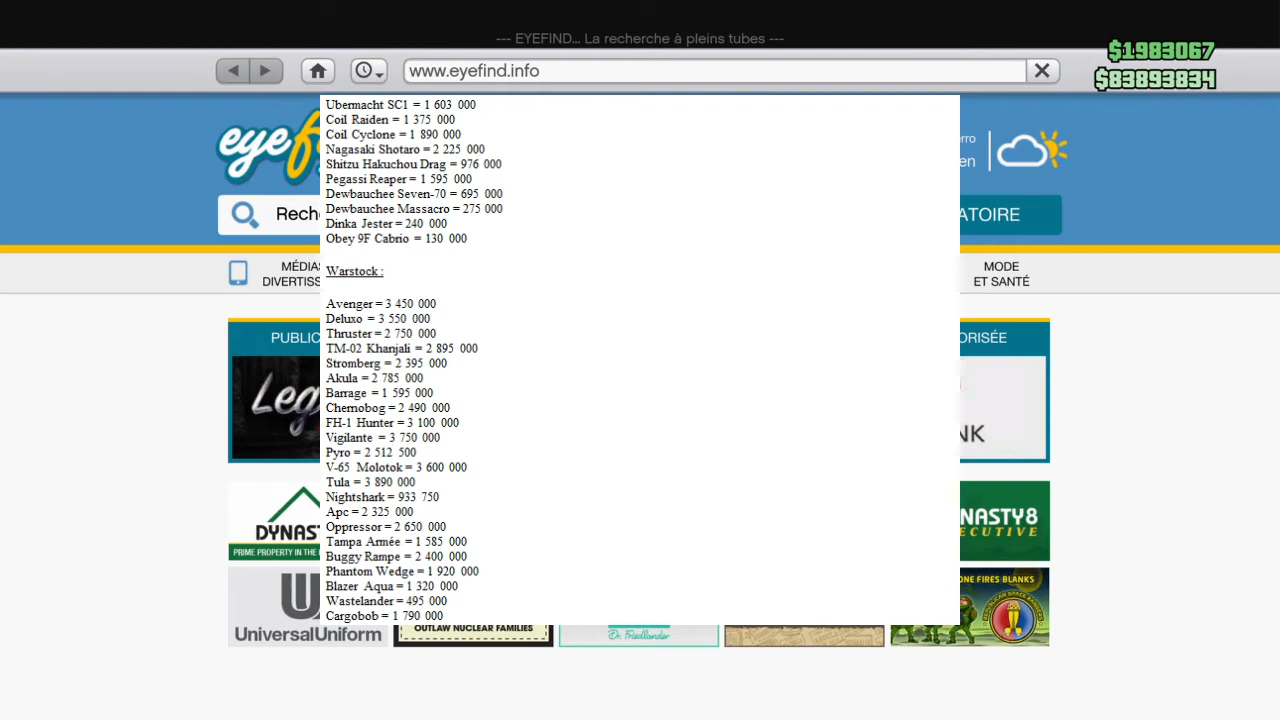 --- EYEFIND... La recherche à pleins tubes ---
$1983067
$83893834
www.eyefind.info
eye
erro
en
Rech
ATOIRE
MÉDIAS
DIVERTISS
MODE
ET SANTÉ
PUBLIC
ORISÉE
Leg
NK
Ubermacht SC1 = 1 603 000
Coil Raiden = 1 375 000
Coil Cyclone = 1 890 000
Nagasaki Shotaro = 2 225 000
Shitzu Hakuchou Drag = 976 000
Pegassi Reaper = 1 595 000
Dewbauchee Seven-70 = 695 000
Dewbauchee Massacro = 275 000
Dinka Jester = 240 000
Obey 9F Cabrio = 130 000
Warstock :
Avenger = 3 450 000
Deluxo = 3 550 000
Thruster = 2 750 000
TM-02 Khanjali = 2 895 000
Stromberg = 2 395 000
Akula = 2 785 000
Barrage = 1 595 000
Chernobog = 2 490 000
FH-1 Hunter = 3 100 000
Vigilante = 3 750 000
Pyro = 2 512 500
V-65 Molotok = 3 600 000
Tula = 3 890 000
Nightshark = 933 750
Apc = 2 325 000
Oppressor = 2 650 000
Tampa Armée = 1 585 000
Buggy Rampe = 2 400 000
Phantom Wedge = 1 920 000
Blazer Aqua = 1 320 000
Wastelander = 495 000
Cargobob = 1 790 000
DYNAS
PRIME PROPERTY IN THE
NASTY8
ECUTIVE
UniversalUniform
OUTLAW NUCLEAR FAMILIES
Dr. Friedlander
ONE FIRES BLANKS